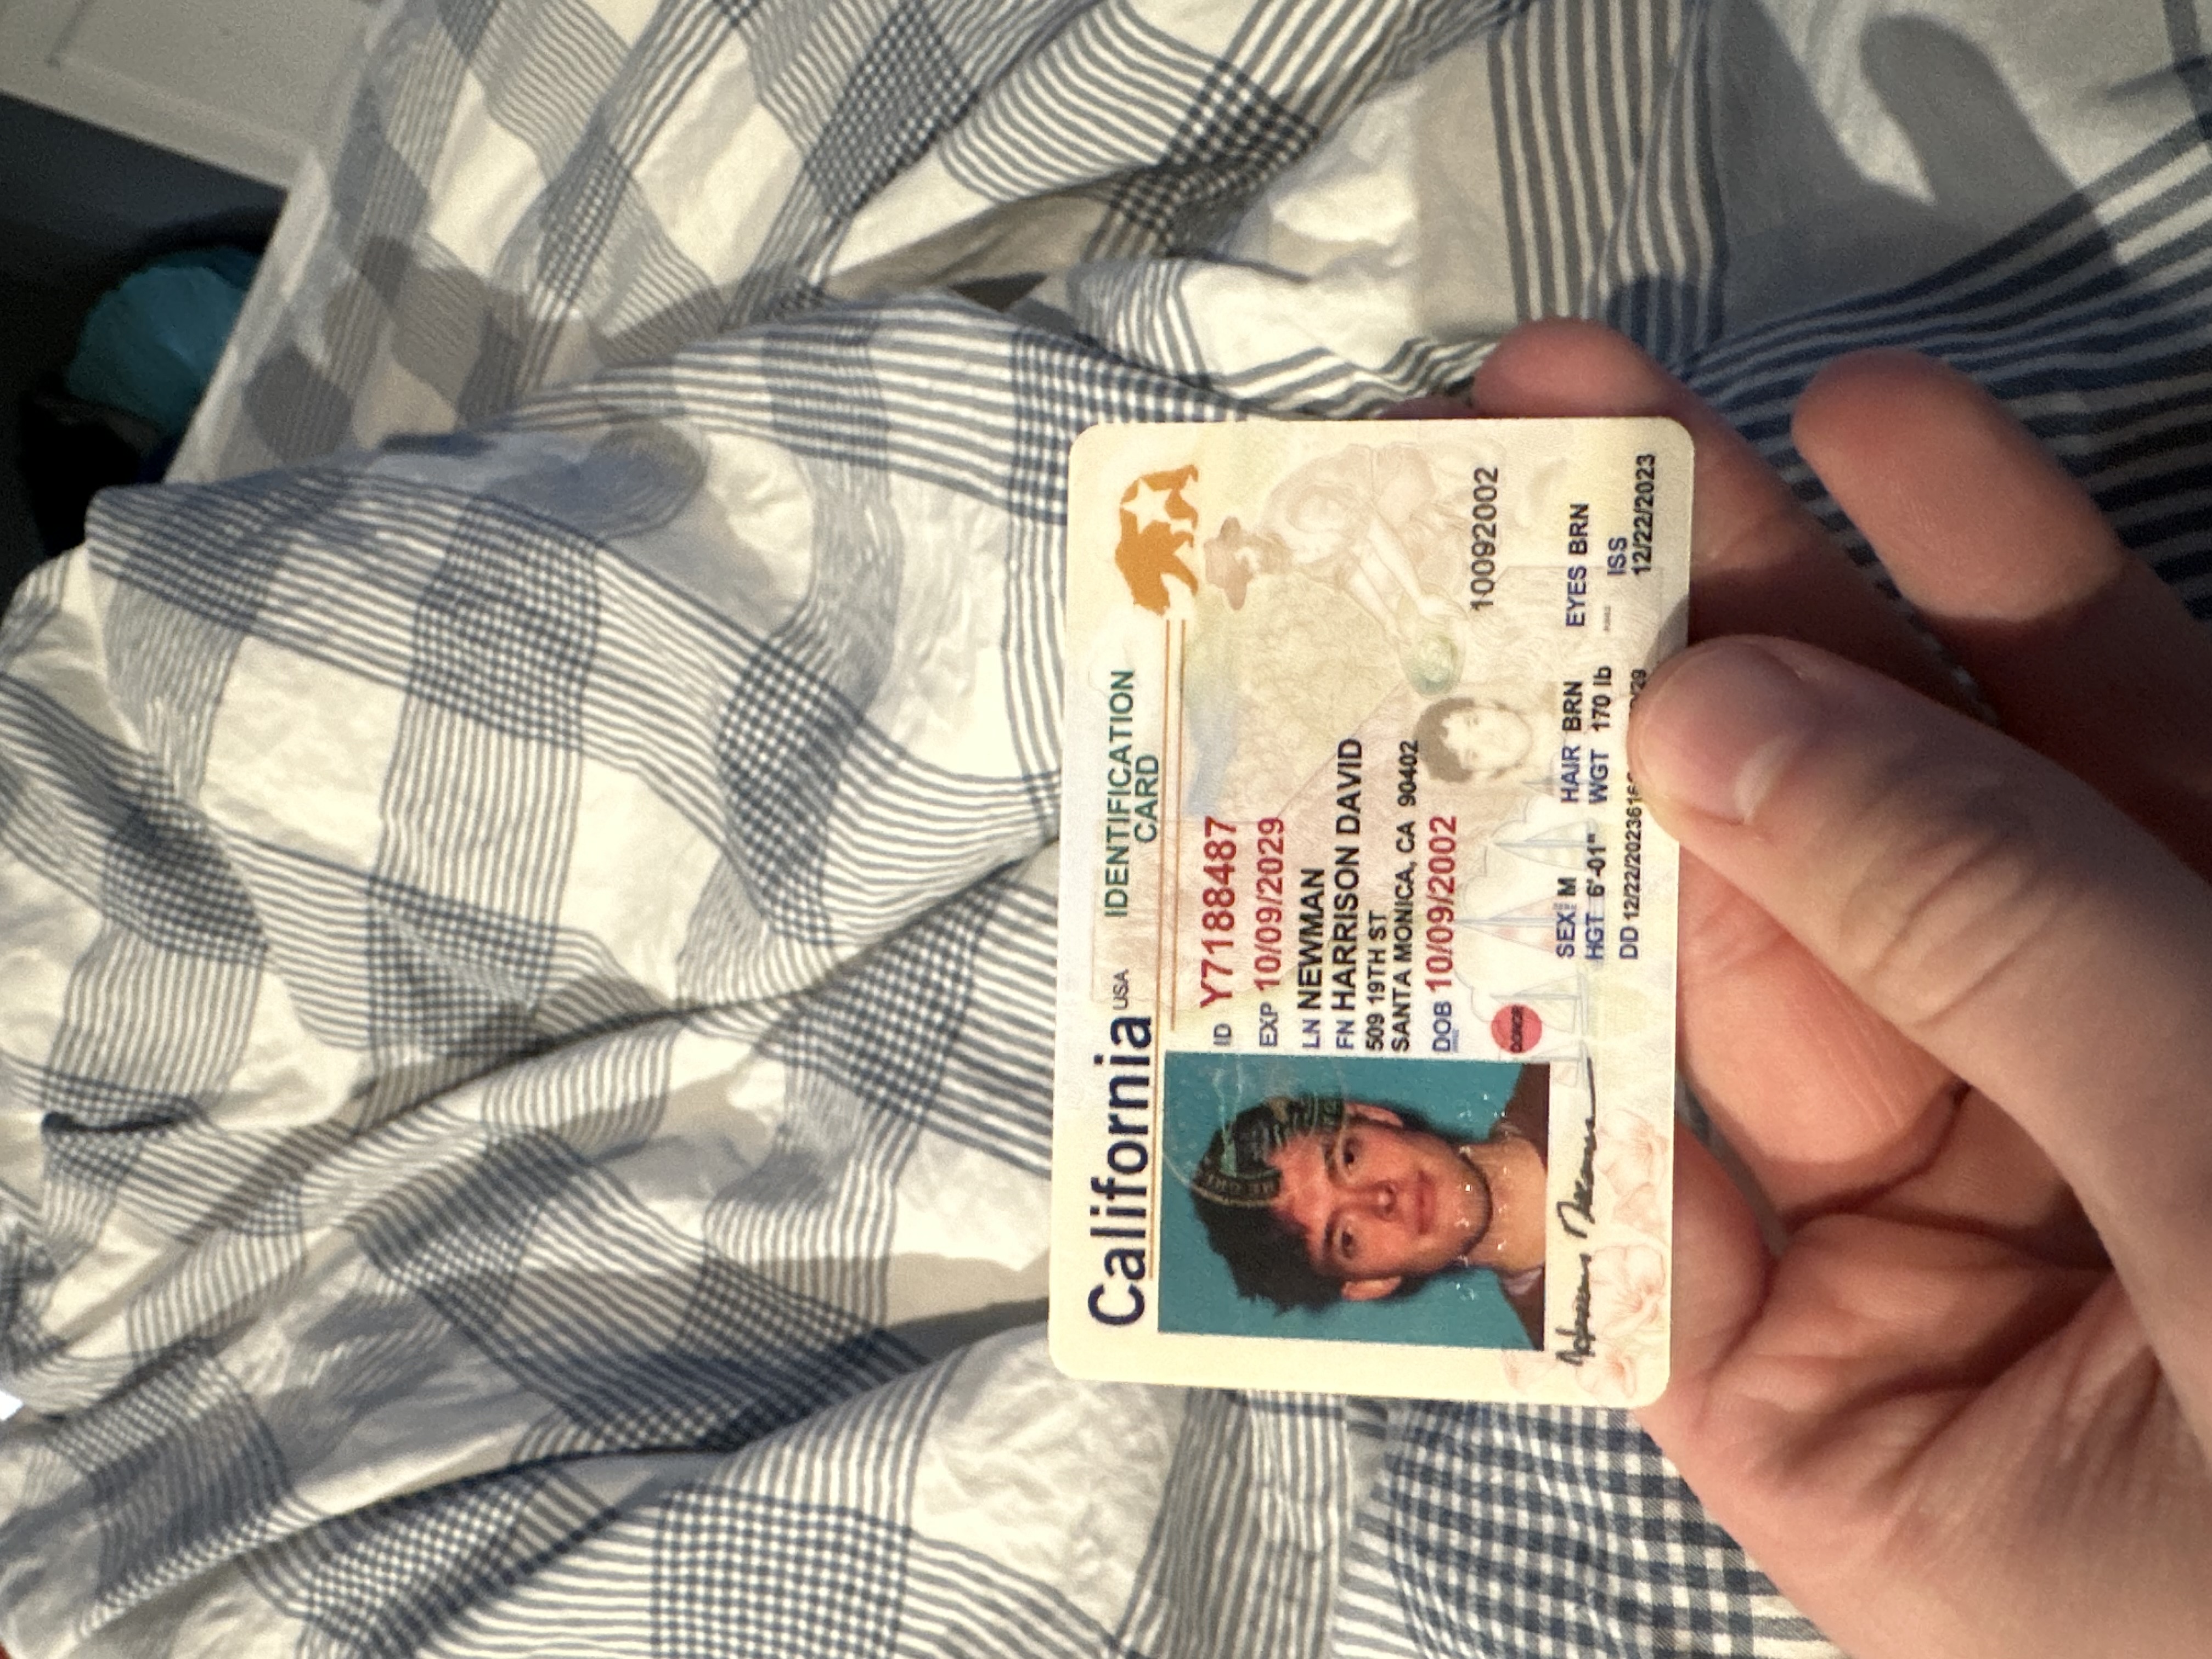 California USA IDENTIFICATION
CARD
ID Y7188487
EXP 10/09/2029
LN NEWMAN
FN HARRISON DAVID
509 19TH ST
SANTA MONICA, CA 90402
DOB 10/09/2002
10092002
DONOR
SEX M HAIR BRN EYES BRN
HGT 6'-01" WGT 170 lb
ISS
DD 12/22/2023616 /29 12/22/2023